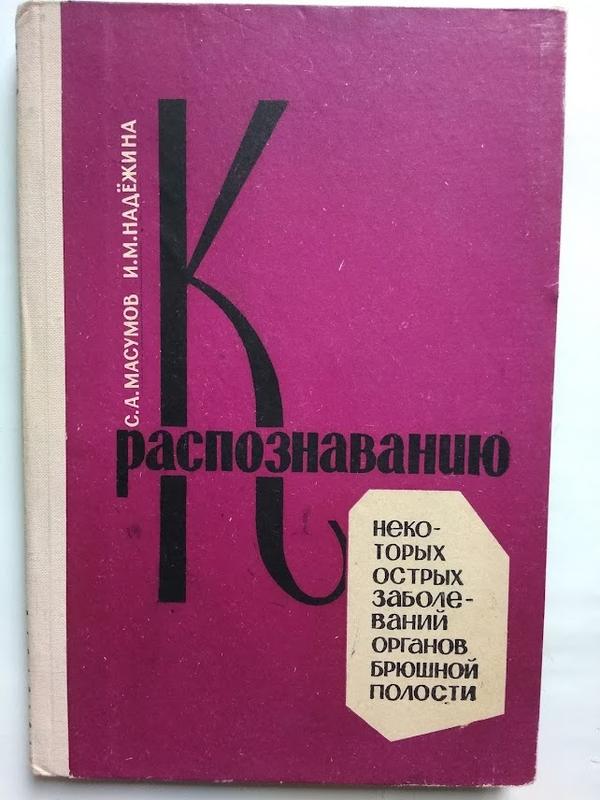 С.А.МАСУМОВ И.М.НАДЁЖИНА
К
распознаванию
неко-
торых
острых
заболе-
ваний
органов
брюшной
полости